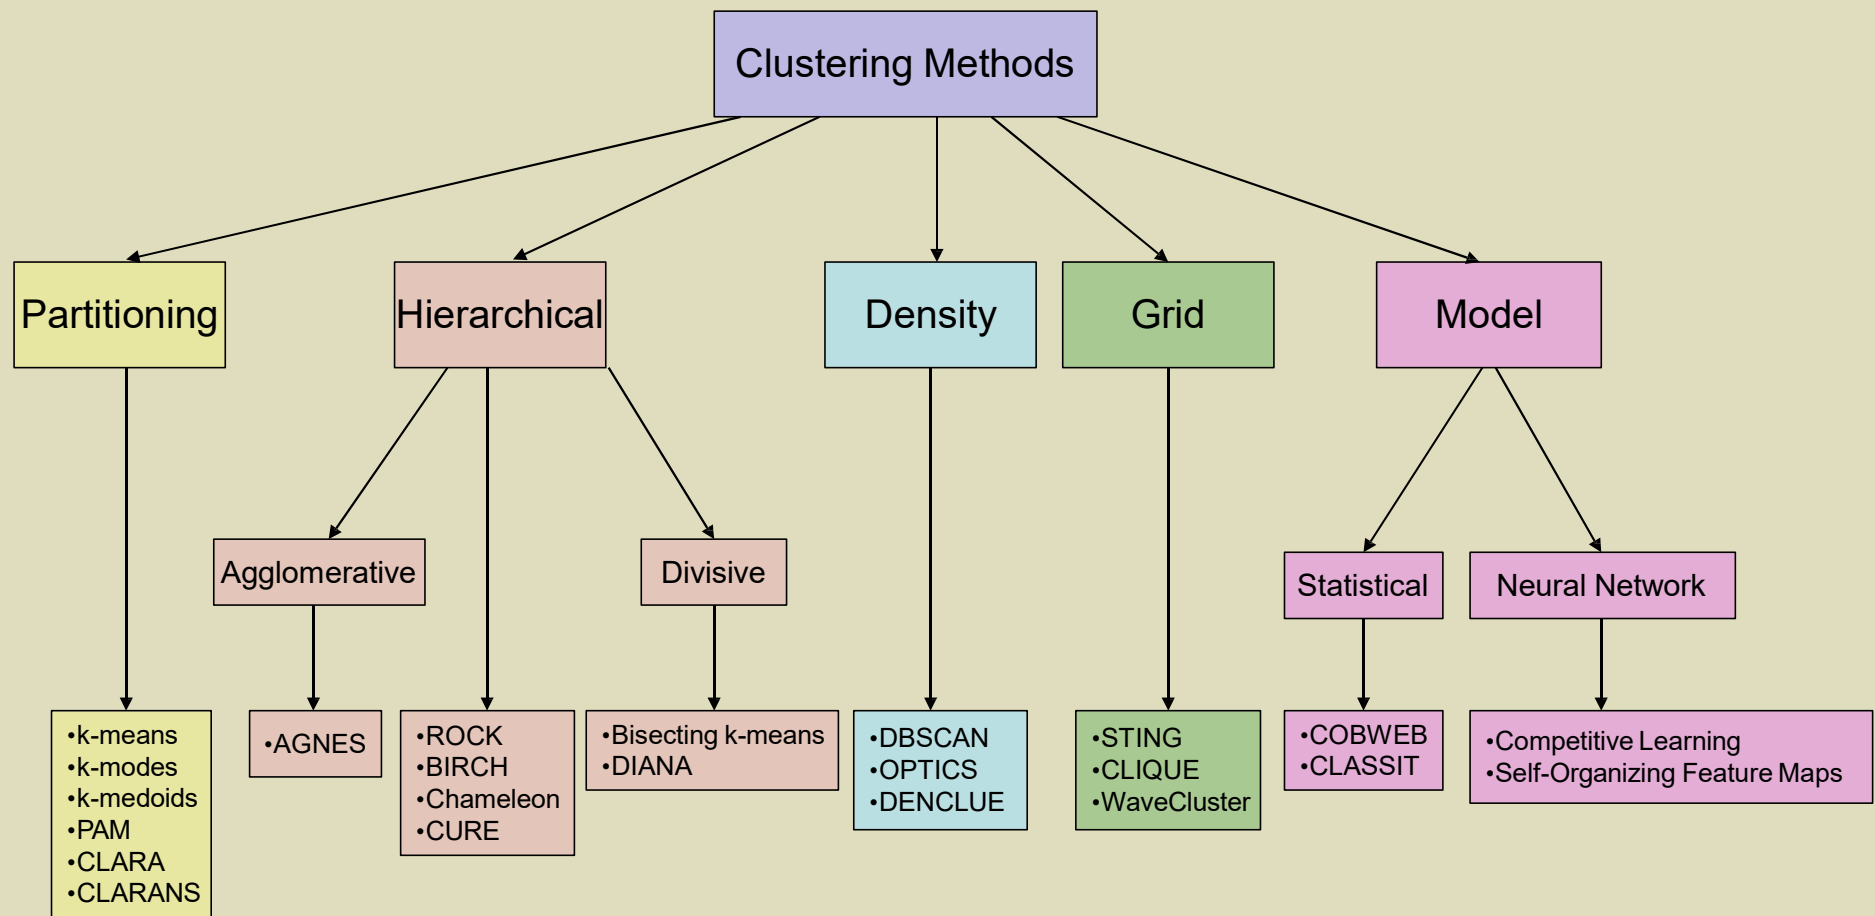 Clustering Methods
Partitioning
Hierarchical
Density
Grid
Model
Agglomerative
Divisive
Statistical
Neural Network
•k-means
•k-modes
•k-medoids
•PAM
•CLARA
•CLARANS
•AGNES
•ROCK
•BIRCH
•Chameleon
•CURE
•Bisecting k-means
•DIANA
•DBSCAN
•OPTICS
•DENCLUE
•STING
•CLIQUE
•WaveCluster
•COBWEB
•CLASSIT
•Competitive Learning
•Self-Organizing Feature Maps